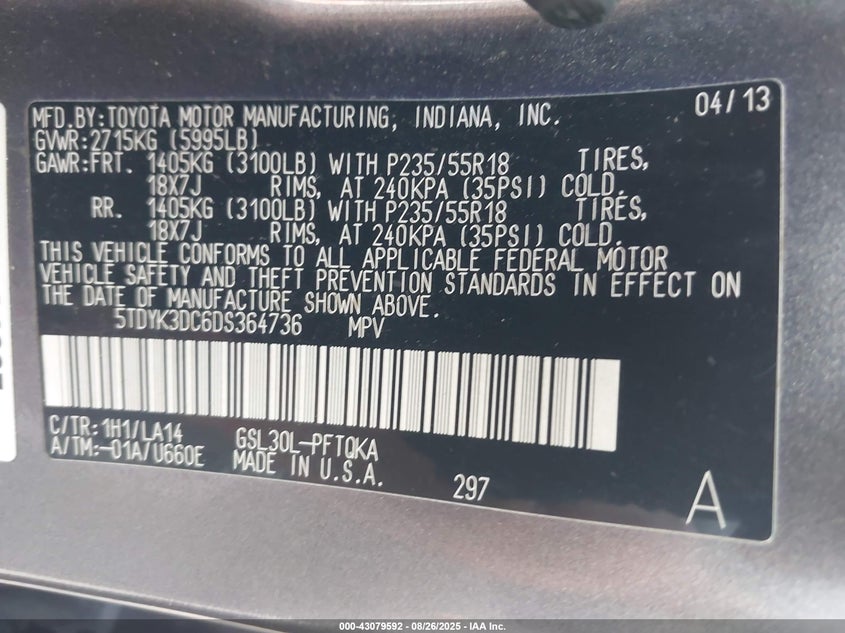 MFD.BY:TOYOTA MOTOR MANUFACTURING, INDIANA, INC. 04/13
GVWR:2715KG (5995LB)
GAWR:FRT. 1405KG (3100LB) WITH P235/55R18 TIRES,
18X7J RIMS, AT 240KPA (35PSI) COLD.
RR. 1405KG (3100LB) WITH P235/55R18 TIRES,
18X7J RIMS, AT 240KPA (35PSI) COLD.
THIS VEHICLE CONFORMS TO ALL APPLICABLE FEDERAL MOTOR
VEHICLE SAFETY AND THEFT PREVENTION STANDARDS IN EFFECT ON
THE DATE OF MANUFACTURE SHOWN ABOVE.
5TDYK3DC6DS364736 MPV
C/TR:1H1/LA14 GSL30L-PFTQKA
A/TM:-01A/U660E MADE IN U.S.A. 297
A
000-43079592 - 08/26/2025 - IAA Inc.